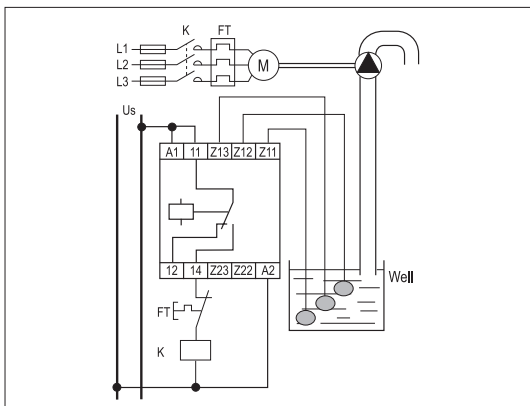 K FT
L1
L2
L3
M
Us
A1 11 Z13 Z12 Z11
12 14 Z23 Z22 A2
Well
FT
K